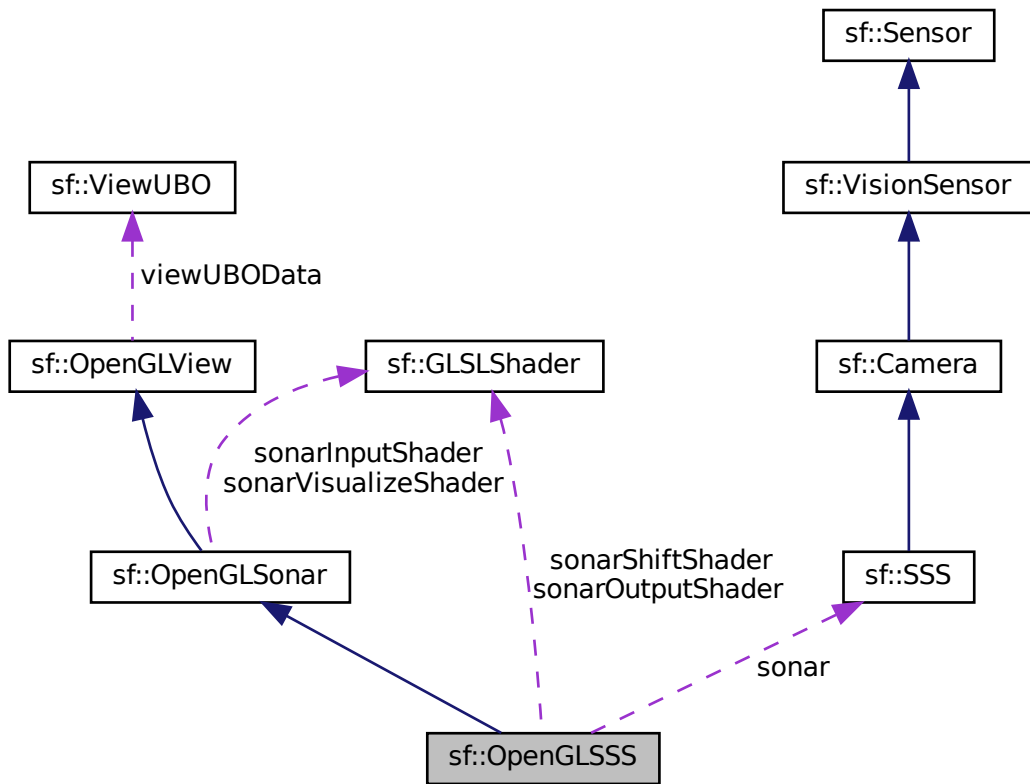 sf::Sensor
sf::ViewUBO
sf::VisionSensor
viewUBOData
sf::OpenGLView
sf::GLSLShader
sf::Camera
sonarInputShader
sonarVisualizeShader
sf::OpenGLSonar
sonarShiftShader
sonarOutputShader
sf::SSS
sonar
sf::OpenGLSSS